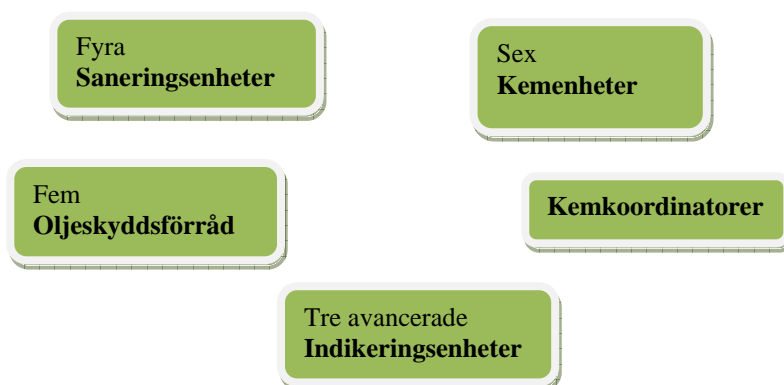 Fyra
Saneringsenheter
Sex
Kemenheter
Fem
Oljeskyddsförråd
Kemkoordinatorer
Tre avancerade
Indikeringsenheter